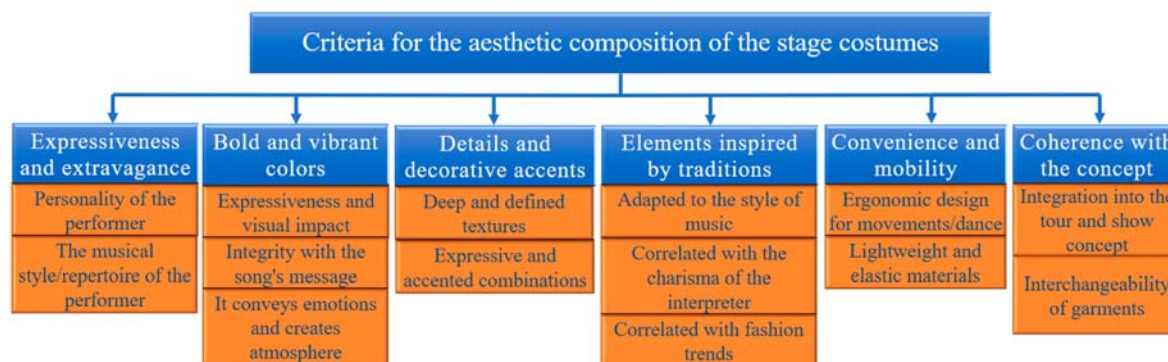 Criteria for the aesthetic composition of the stage costumes
Expressiveness
and extravagance
Personality of the
performer
The musical
style/repertoire of the
performer
Bold and vibrant
colors
Expressiveness and
visual impact
Integrity with the
song's message
It conveys emotions
and creates
atmosphere
Details and
decorative accents
Deep and defined
textures
Expressive and
accented combinations
Elements inspired
by traditions
Adapted to the style of
music
Correlated with the
charisma of the
interpreter
Correlated with fashion
trends
Convenience and
mobility
Ergonomic design
for movements/dance
Lightweight and
elastic materials
Coherence with
the concept
Integration into the
tour and show
concept
Interchangeability
of garments